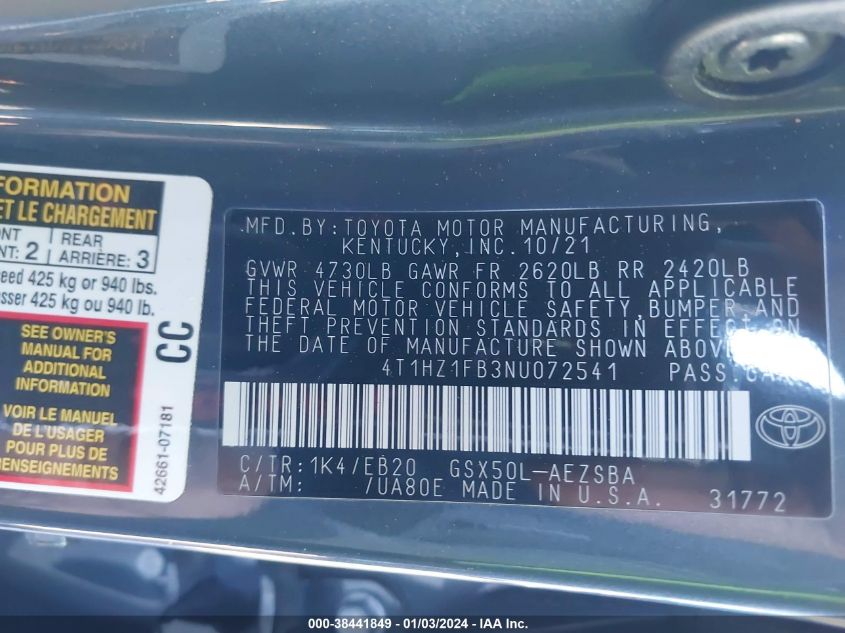 FORMATION
ET LE CHARGEMENT
2
REAR
ARRIÈRE: 3
425 kg or 940 lbs.
425 kg ou 940 lb.
SEE OWNER'S
MANUAL FOR
ADDITIONAL
INFORMATION
VOIR LE MANUEL
DE L'USAGER
POUR PLUS DE
RENSEIGNEMENTS
CC
42661-07181
MFD.BY:TOYOTA MOTOR MANUFACTURING,
KENTUCKY,INC.10/21
GVWR 4730LB GAWR FR 2620LB RR 2420LB
THIS VEHICLE CONFORMS TO ALL APPLICABLE
FEDERAL MOTOR VEHICLE SAFETY,BUMPER,AND
THEFT PREVENTION STANDARDS IN EFFECT ON
THE DATE OF MANUFACTURE SHOWN ABOVE.
4T1HZ1FB3NU072541 PASS.CAR
C/TR:1K4/EB20 GSX50L-AEZSBA
A/TM: /UA80E MADE IN U.S.A. 31772
000-38441849 - 01/03/2024 - IAA Inc.